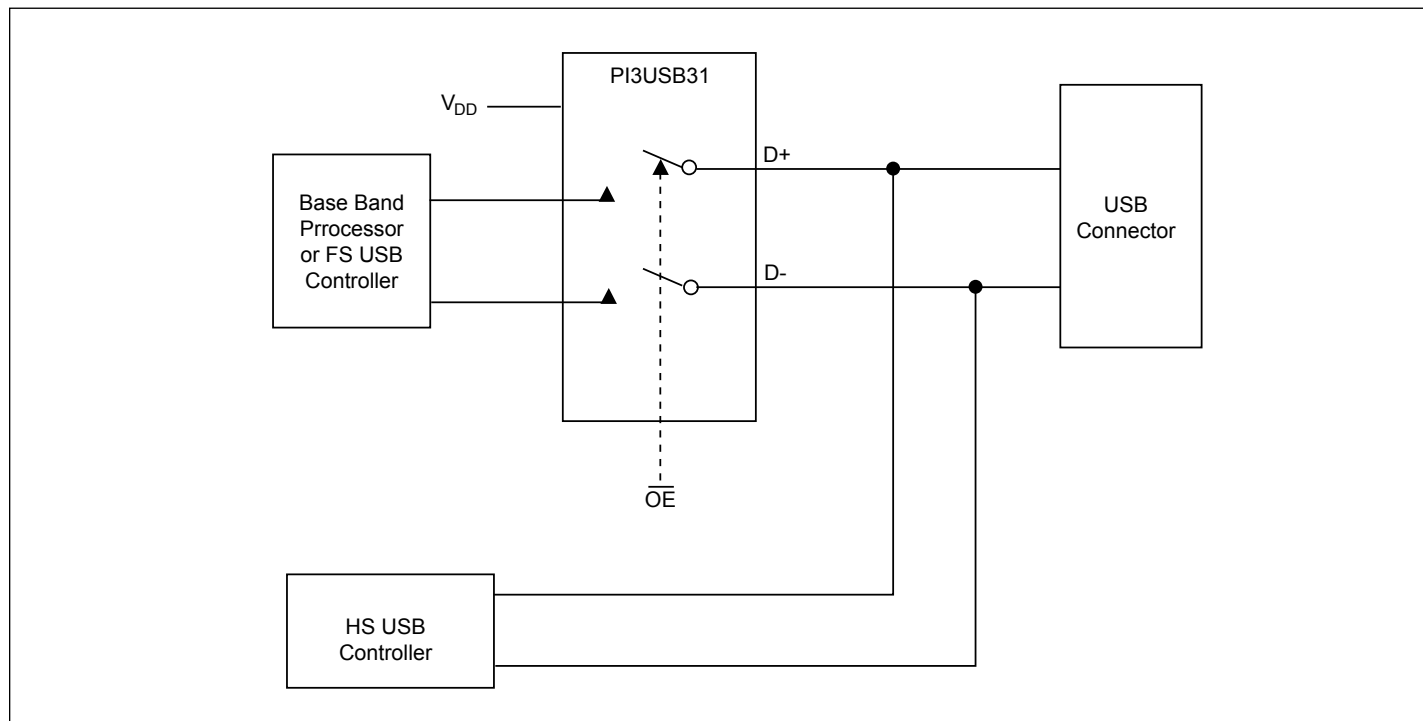 PI3USB31
VDD
D+
Base Band
Prrocessor
or FS USB
Controller
USB
Connector
D-
OE
HS USB
Controller